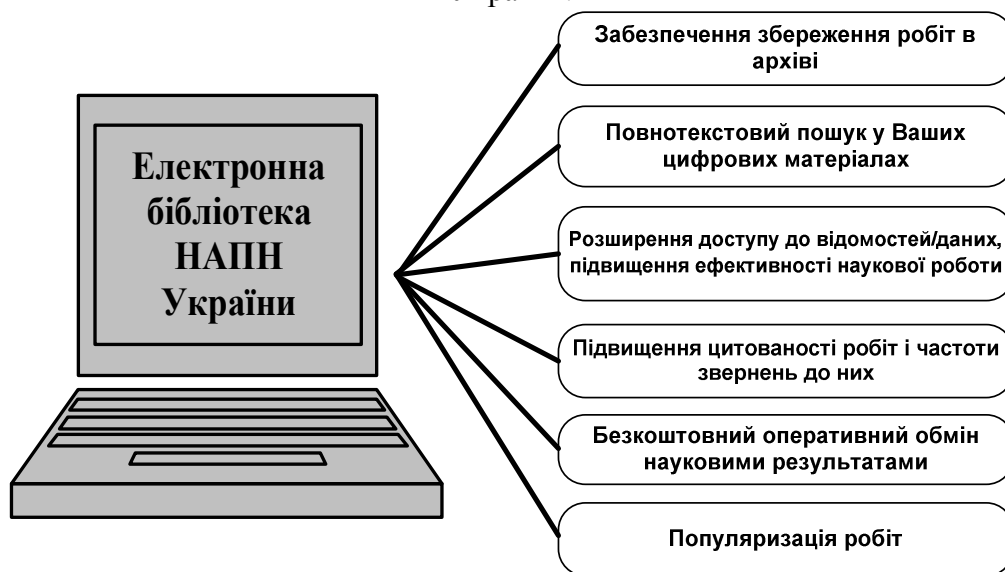 Електронна
бібліотека
НАПН
України
Забезпечення збереження робіт в
архіві
Повнотекстовий пошук у Ваших
цифрових матеріалах
Розширення доступу до відомостей/даних,
підвищення ефективності наукової роботи
Підвищення цитованості робіт і частоти
звернень до них
Безкоштовний оперативний обмін
науковими результатами
Популяризація робіт